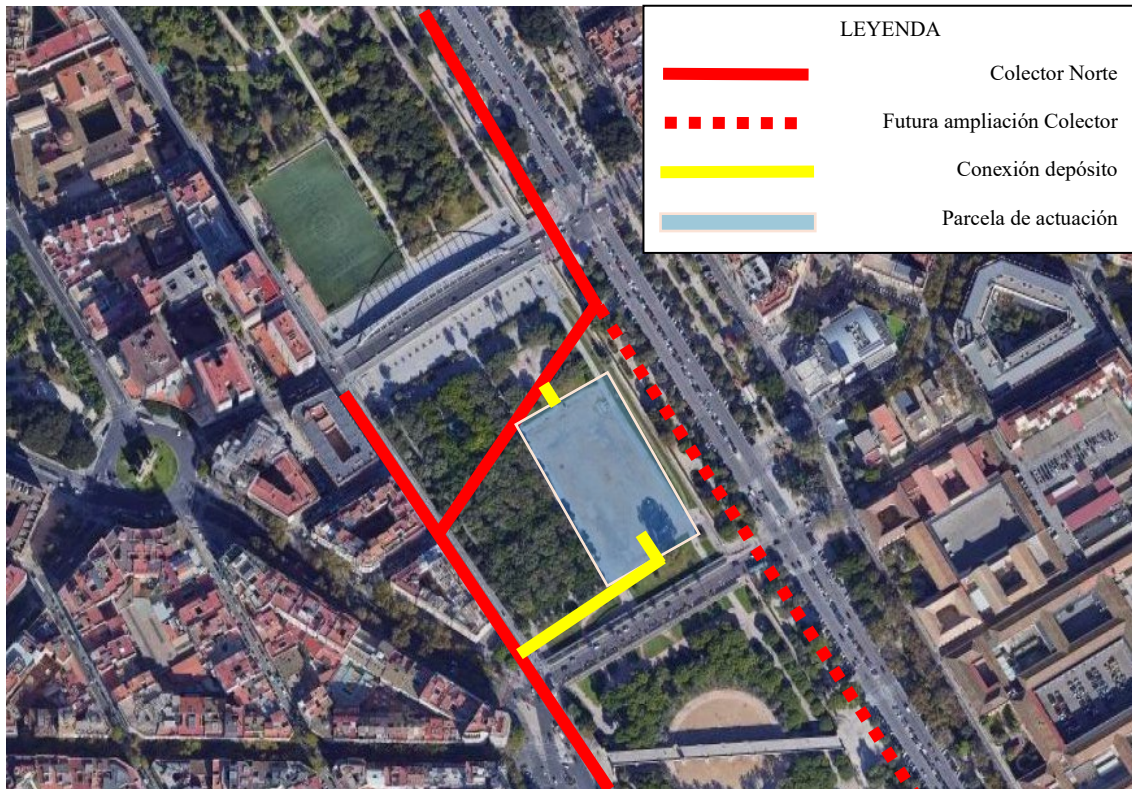 LEYENDA
Colector Norte
Futura ampliación Colector
Conexión depósito
Parcela de actuación